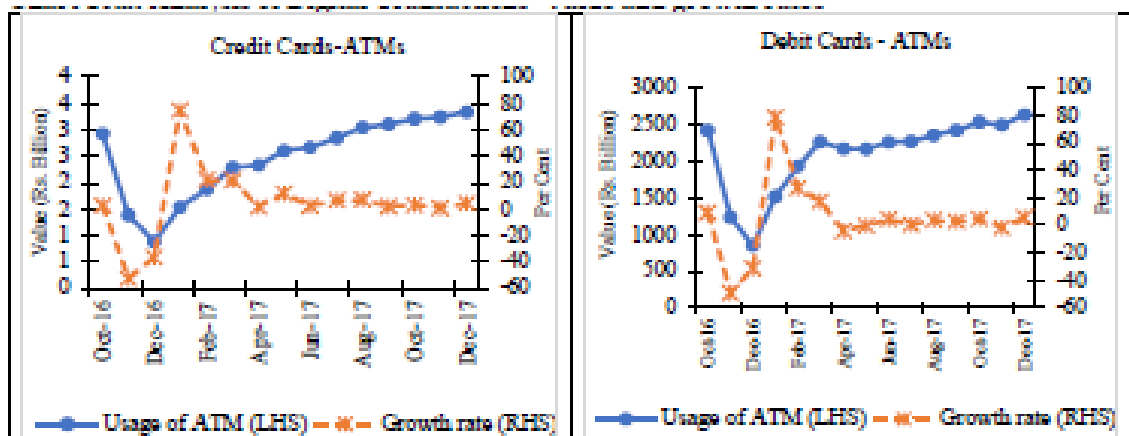 Credit Cards-ATMs
Value (Rs. Billion)
4
4
3
3
2
2
1
1
0
100
80
60
40
20
0
-20
-40
-60
Per Cent
Oct-16
Dec-16
Feb-17
Apr-17
Jun-17
Aug-17
Oct-17
Dec-17
Usage of ATM (LHS)
Growth rate (RHS)
Debit Cards - ATMs
Value (Rs. Billion)
3000
2500
2000
1500
1000
500
0
100
80
60
40
20
0
-20
-40
-60
Per Cent
Oct-16
Dec-16
Feb-17
Apr-17
Jun-17
Aug-17
Oct-17
Dec-17
Usage of ATM (LHS)
Growth rate (RHS)